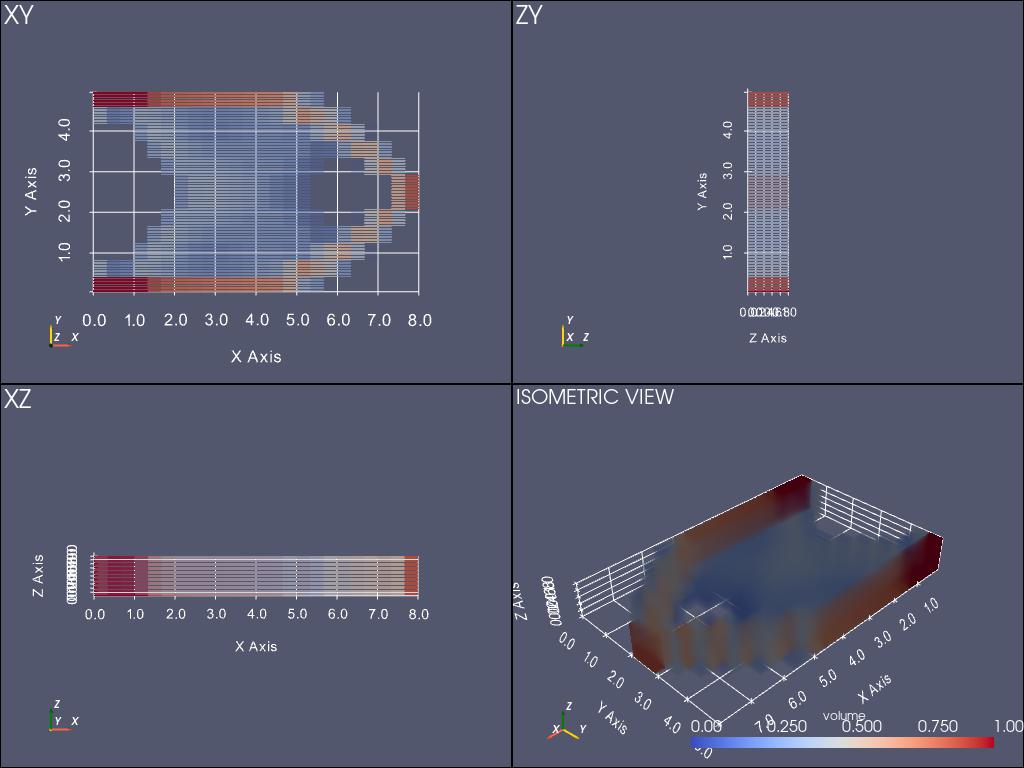 XY
4.0
3.0
2.0
1.0
Y Axis
0.0 1.0 2.0 3.0 4.0 5.0 6.0 7.0 8.0
X Axis
Y
Z X
ZY
4.0
3.0
2.0
1.0
Y Axis
Z Axis
Y
X Z
XZ
Z Axis
0.0 1.0 2.0 3.0 4.0 5.0 6.0 7.0 8.0
X Axis
Z
Y X
ISOMETRIC VIEW
Z Axis
0.0 1.0 2.0 3.0 4.0
Y Axis
1.0 2.0 3.0 4.0 5.0 6.0
X Axis
Z
X Y
volume
0.00 0.250 0.500 0.750 1.00